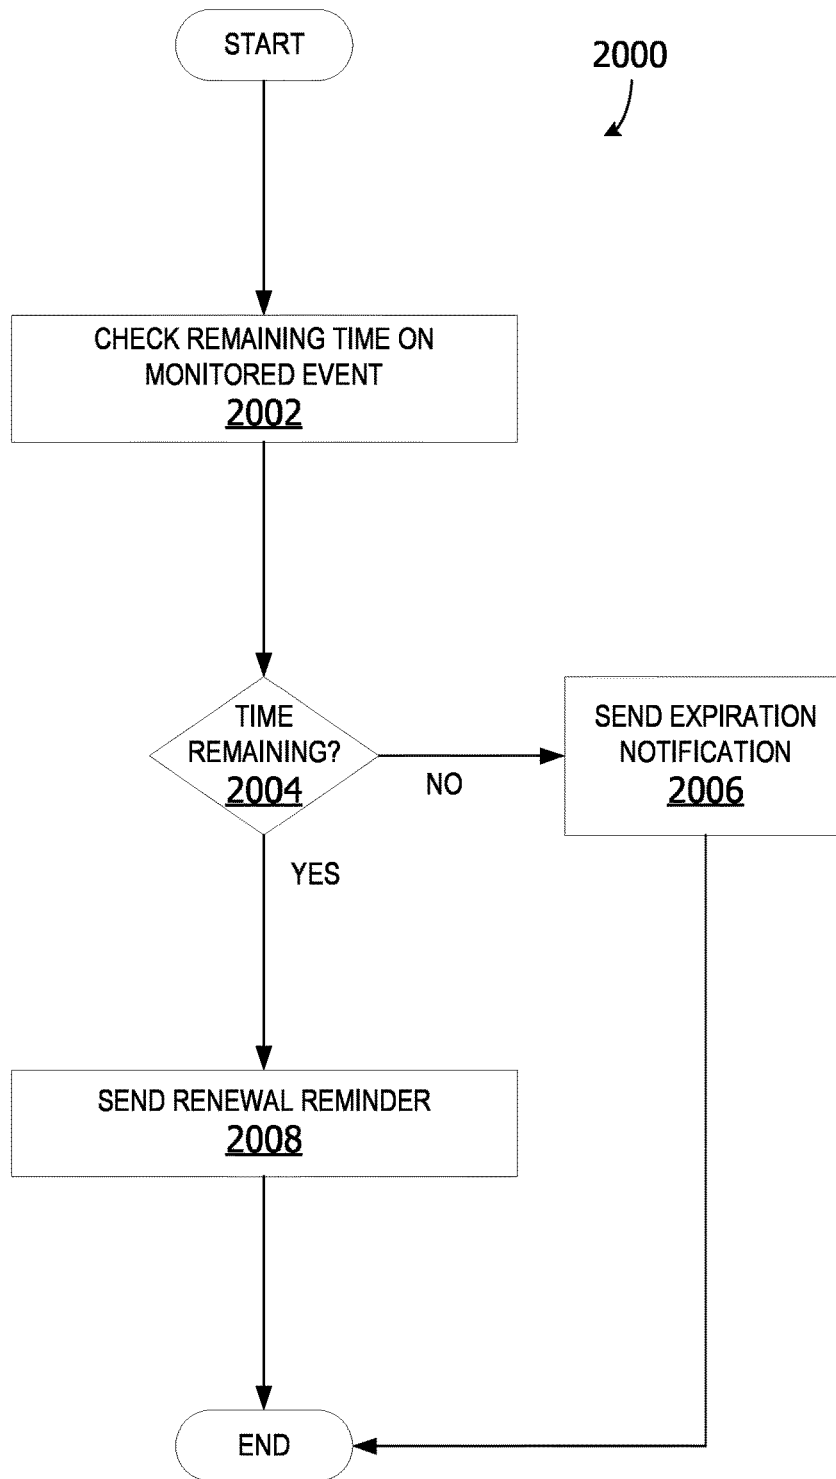 START
2000
CHECK REMAINING TIME ON
MONITORED EVENT
2002
TIME
REMAINING?
2004
NO
SEND EXPIRATION
NOTIFICATION
2006
YES
SEND RENEWAL REMINDER
2008
END